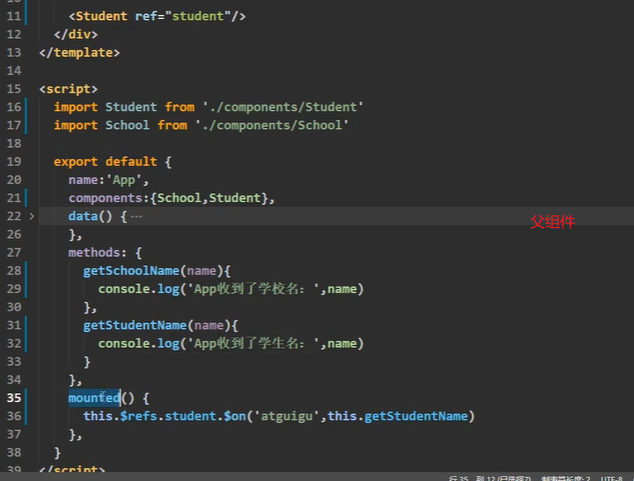 11 <Student ref="student"/>
12 </div>
13 </template>
14
15 <script>
16 import Student from './components/Student'
17 import School from './components/School'
18
19 export default {
20 name:'App',
21 components:{School,Student},
22 data() { ···
父组件
26 },
27 methods: {
28 getSchoolName(name){
29 console.log('App收到了学校名：',name)
30 },
31 getStudentName(name){
32 console.log('App收到了学生名：',name)
33 }
34 },
35 mounted() {
36 this.$refs.student.$on('atguigu',this.getStudentName)
37 },
38 }
39 </script>